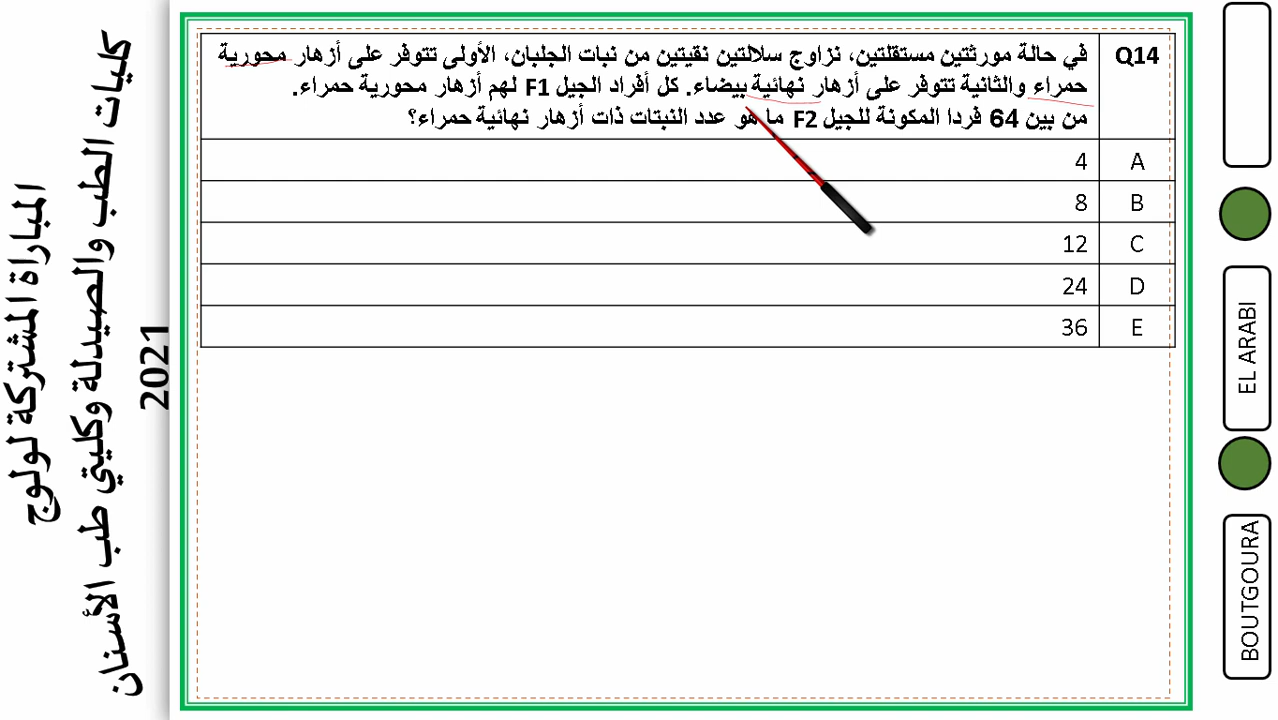 المباراة المشتركة لولوج
كليات الطب والصيدلة وكليتي طب الأسنان
2021
Q14
في حالة مورثتين مستقلتين، نزاوج سلالتين نقيتين من نبات الجلبان، الأولى تتوفر على أزهار محورية
حمراء والثانية تتوفر على أزهار نهائية بيضاء. كل أفراد الجيل F1 لهم أزهار محورية حمراء.
من بين 64 فردا المكونة للجيل F2 ما هو عدد النبتات ذات أزهار نهائية حمراء؟
A 4
B 8
C 12
D 24
E 36
EL ARABI
BOUTGOURA